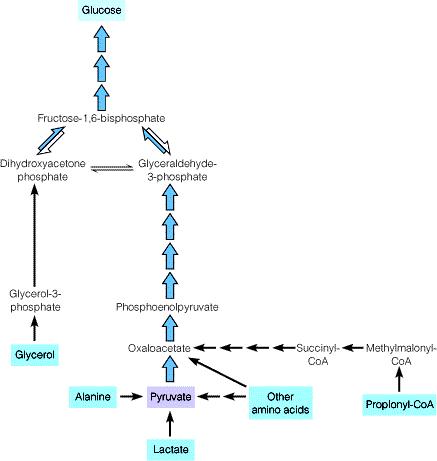 Glucose
Fructose-1,6-bisphosphate
Dihydroxyacetone
phosphate
Glyceraldehyde-
3-phosphate
Glycerol-3-
phosphate
Phosphoenolpyruvate
Glycerol
Oxaloacetate
Succinyl-
CoA
Methylmalonyl-
CoA
Alanine
Pyruvate
Other
amino acids
Proplonyl-CoA
Lactate